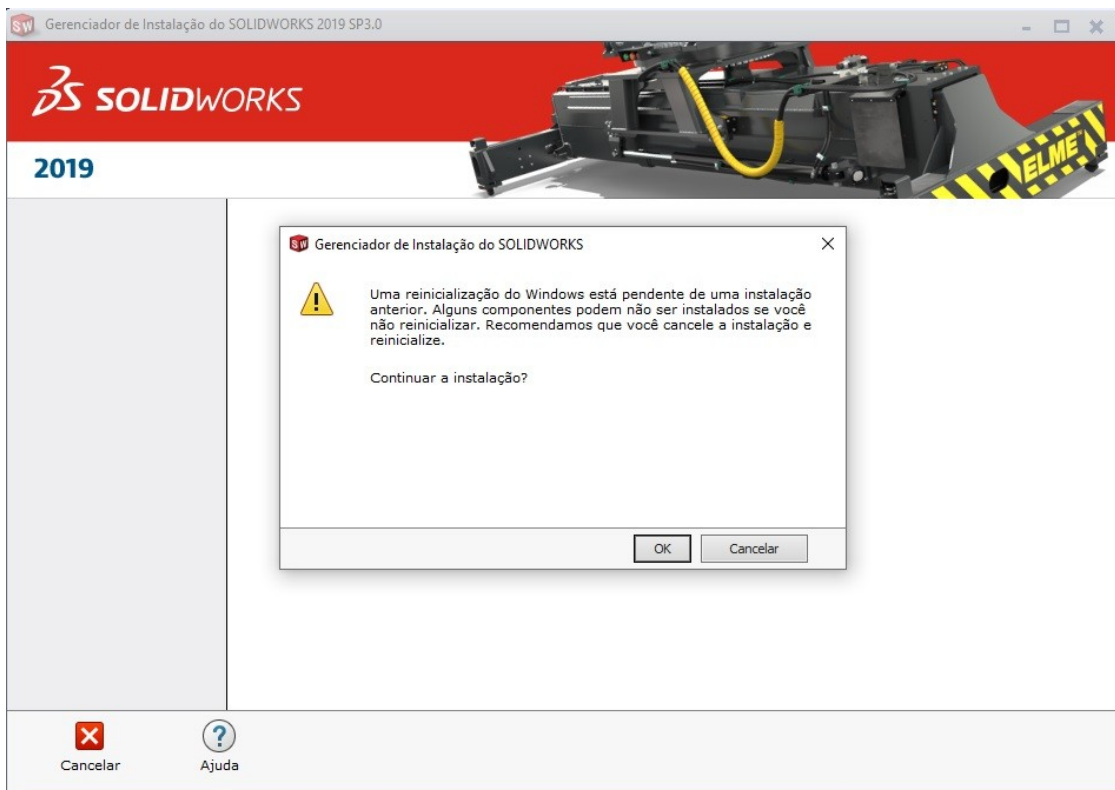 Gerenciador de Instalação do SOLIDWORKS 2019 SP3.0
SOLIDWORKS
2019
ELME
Gerenciador de Instalação do SOLIDWORKS
Uma reinicialização do Windows está pendente de uma instalação
anterior. Alguns componentes podem não ser instalados se você
não reinicializar. Recomendamos que você cancele a instalação e
reinicialize.
Continuar a instalação?
OK
Cancelar
Cancelar
Ajuda